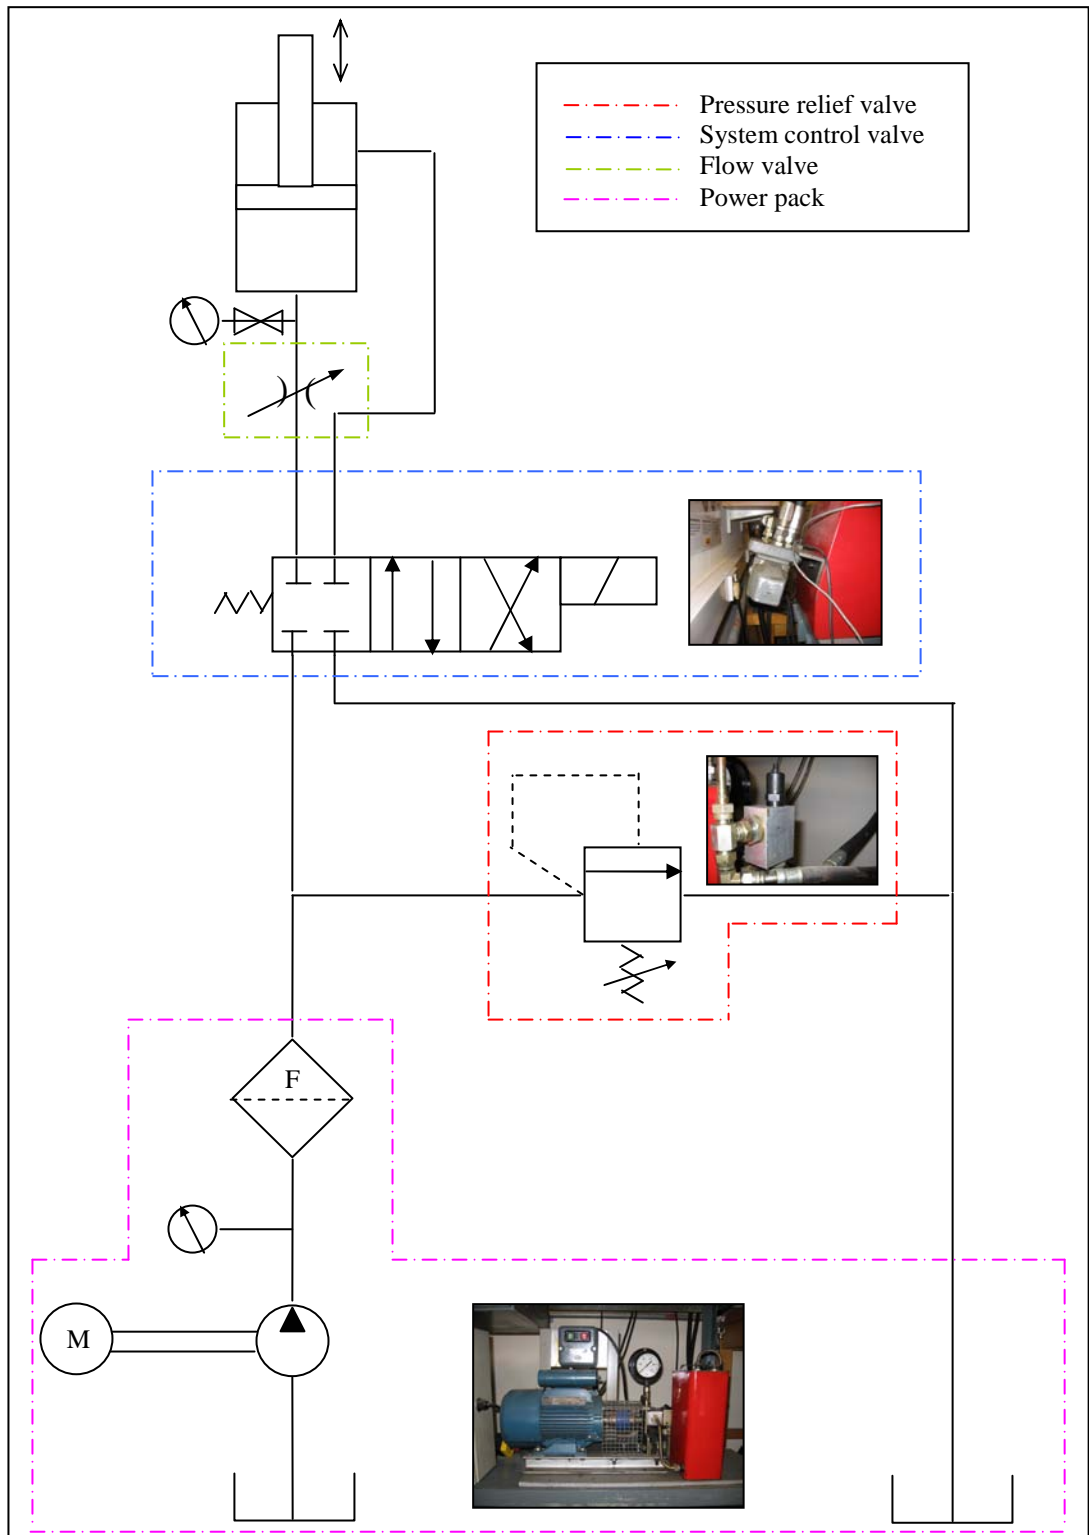 Pressure relief valve
System control valve
Flow valve
Power pack
F
M